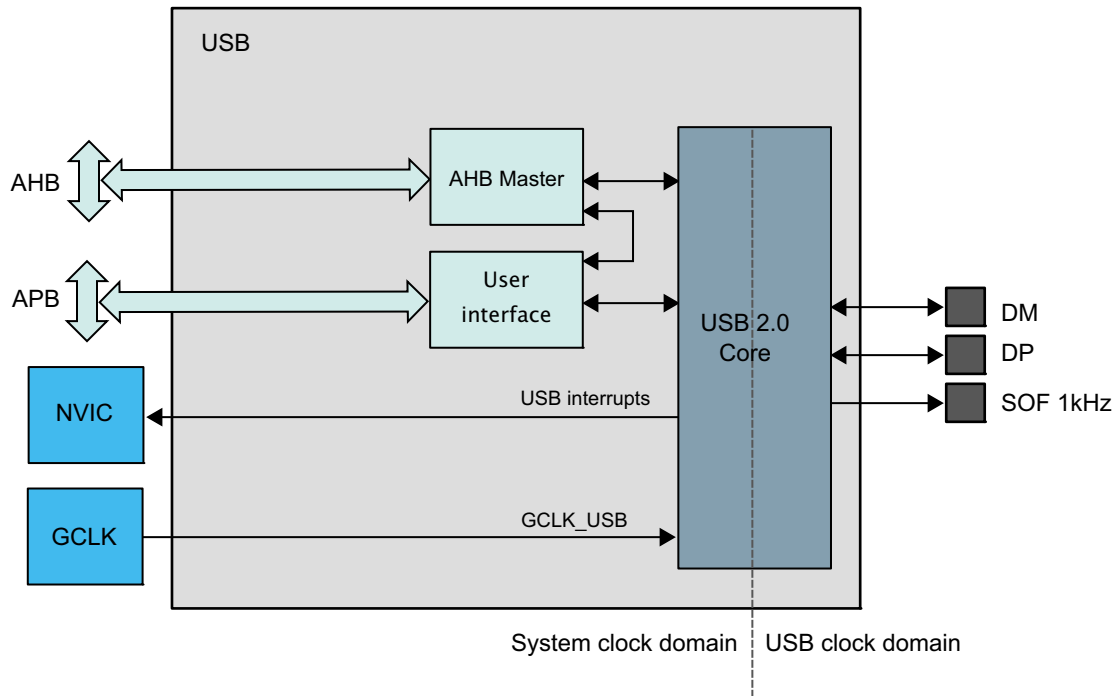 USB
AHB
AHB Master
APB
User
interface
USB 2.0
Core
DM
DP
SOF 1kHz
NVIC
USB interrupts
GCLK
GCLK_USB
System clock domain
USB clock domain